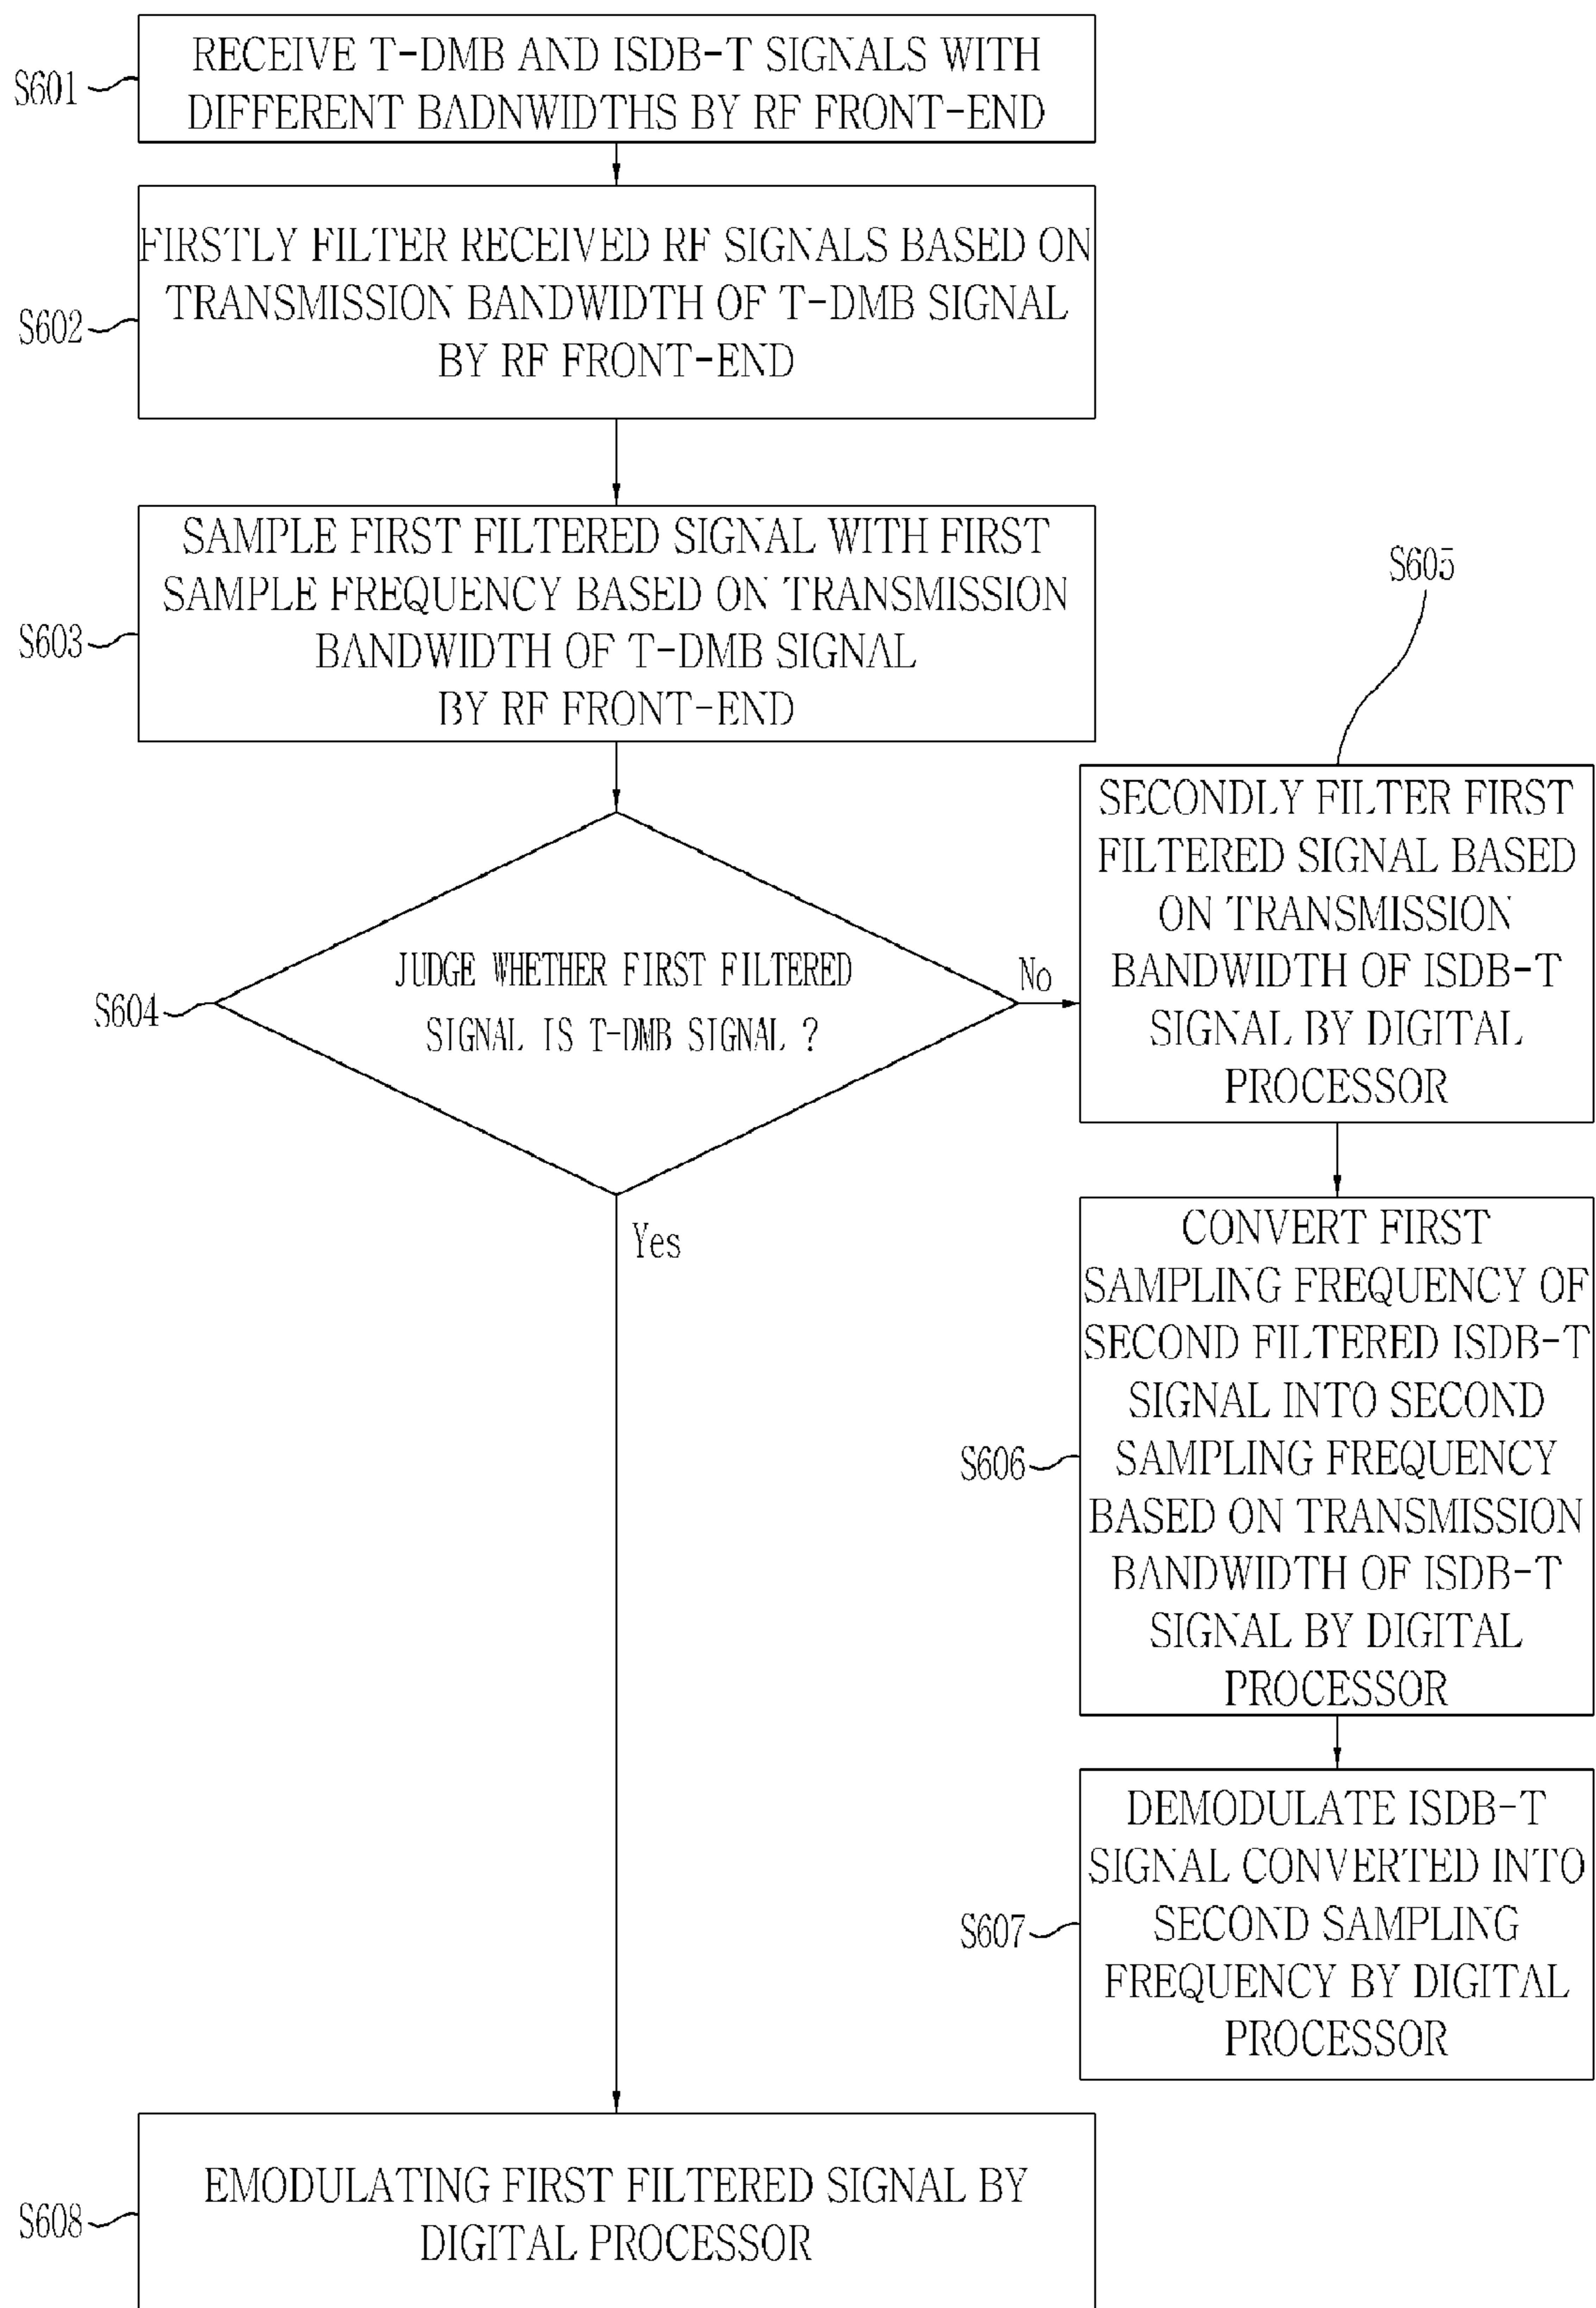 S601
RECEIVE T-DMB AND ISDB-T SIGNALS WITH
DIFFERENT BADNWIDTHS BY RF FRONT-END
S602
FIRSTLY FILTER RECEIVED RF SIGNALS BASED ON
TRANSMISSION BANDWIDTH OF T-DMB SIGNAL
BY RF FRONT-END
S603
SAMPLE FIRST FILTERED SIGNAL WITH FIRST
SAMPLE FREQUENCY BASED ON TRANSMISSION
BANDWIDTH OF T-DMB SIGNAL
BY RF FRONT-END
S604
JUDGE WHETHER FIRST FILTERED
SIGNAL IS T-DMB SIGNAL ?
No
Yes
S605
SECONDLY FILTER FIRST
FILTERED SIGNAL BASED
ON TRANSMISSION
BANDWIDTH OF ISDB-T
SIGNAL BY DIGITAL
PROCESSOR
S606
CONVERT FIRST
SAMPLING FREQUENCY OF
SECOND FILTERED ISDB-T
SIGNAL INTO SECOND
SAMPLING FREQUENCY
BASED ON TRANSMISSION
BANDWIDTH OF ISDB-T
SIGNAL BY DIGITAL
PROCESSOR
S607
DEMODULATE ISDB-T
SIGNAL CONVERTED INTO
SECOND SAMPLING
FREQUENCY BY DIGITAL
PROCESSOR
S608
EMODULATING FIRST FILTERED SIGNAL BY
DIGITAL PROCESSOR